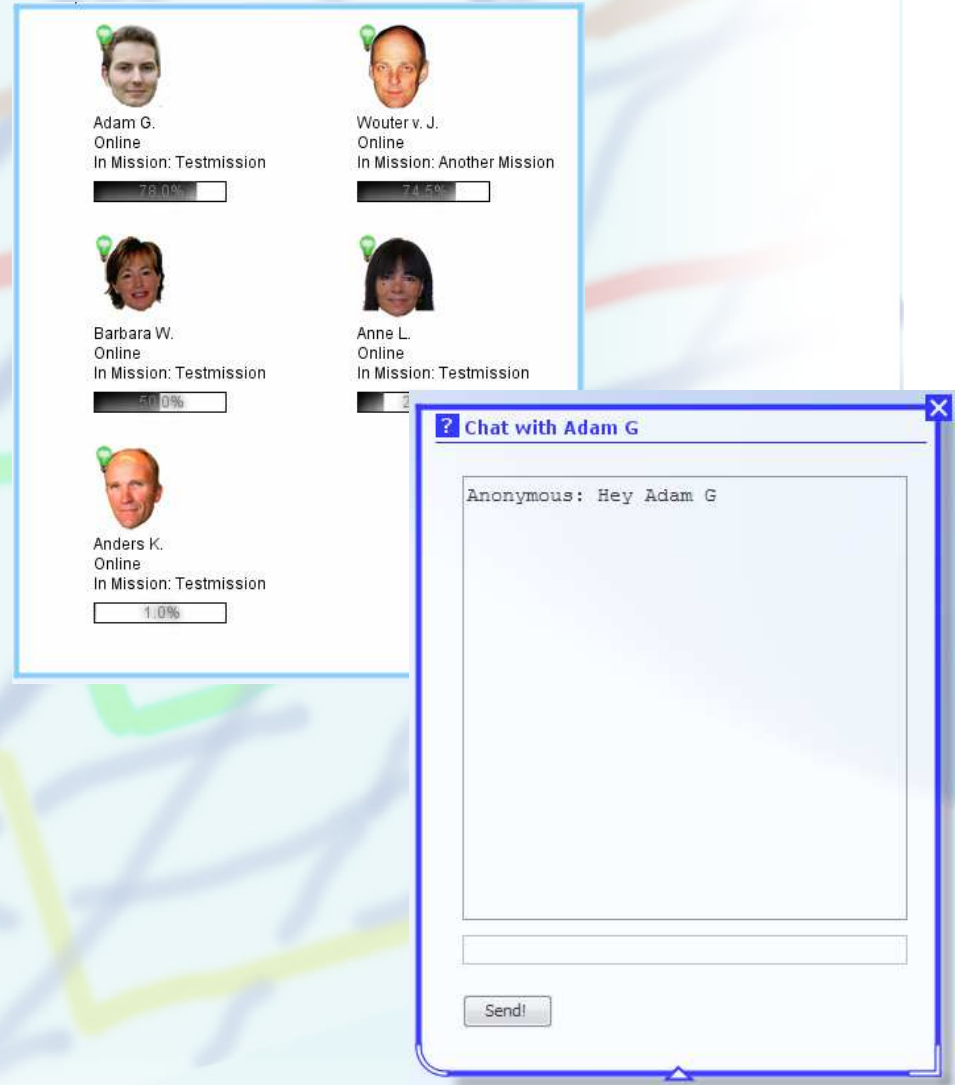 Adam G.
Online
In Mission: Testmission
78.0%
Wouter v. J.
Online
In Mission: Another Mission
74.5%
Barbara W.
Online
In Mission: Testmission
50.0%
Anne L.
Online
In Mission: Testmission
2
Anders K.
Online
In Mission: Testmission
1.0%
? Chat with Adam G
Anonymous: Hey Adam G
Send!